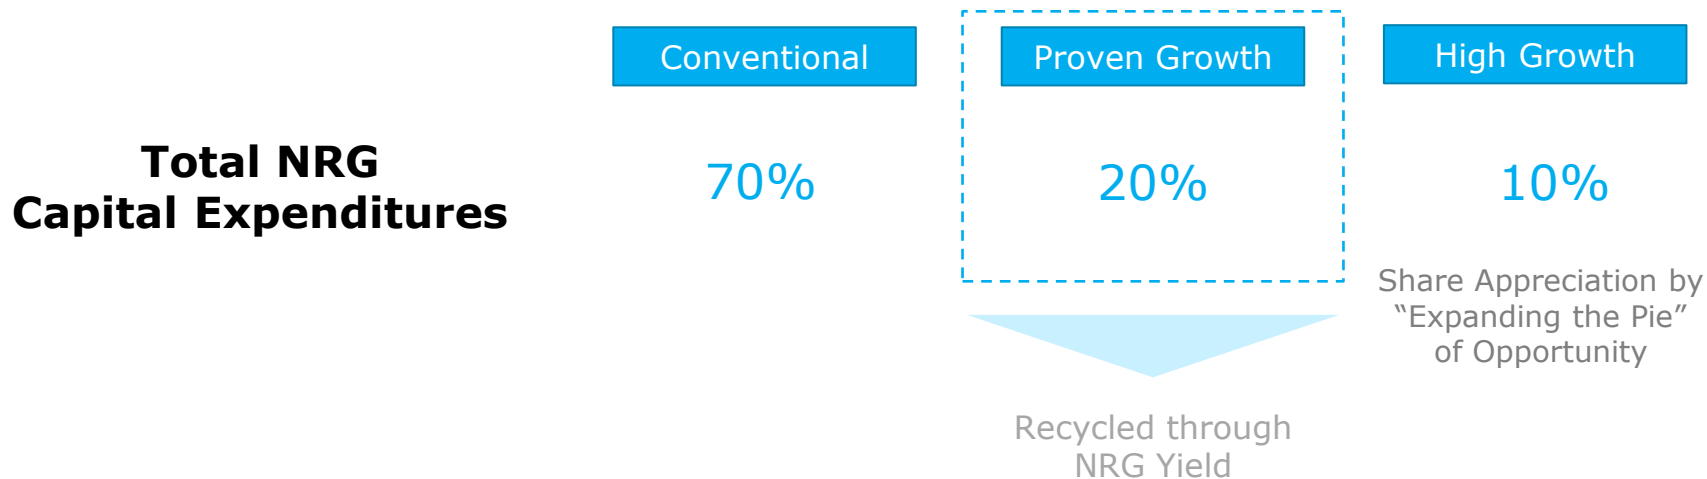 Conventional
Proven Growth
High Growth
Total NRG
Capital Expenditures
70%
20%
10%
Share Appreciation by
“Expanding the Pie”
of Opportunity
Recycled through
NRG Yield